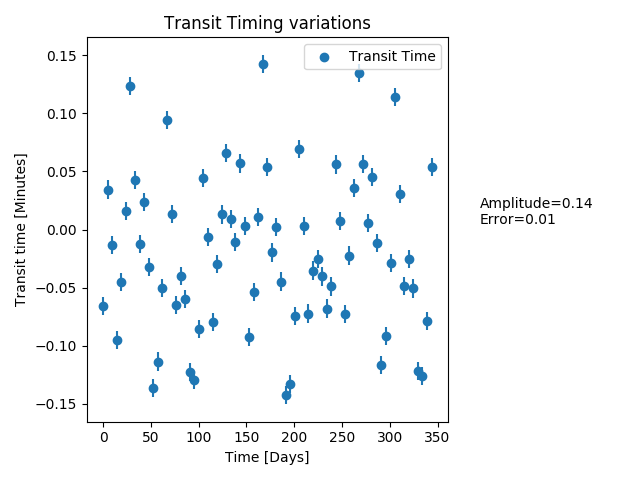 Transit Timing variations
Transit Time
0.15
0.10
0.05
0.00
−0.05
−0.10
−0.15
Transit time [Minutes]
Amplitude=0.14
Error=0.01
0 50 100 150 200 250 300 350
Time [Days]